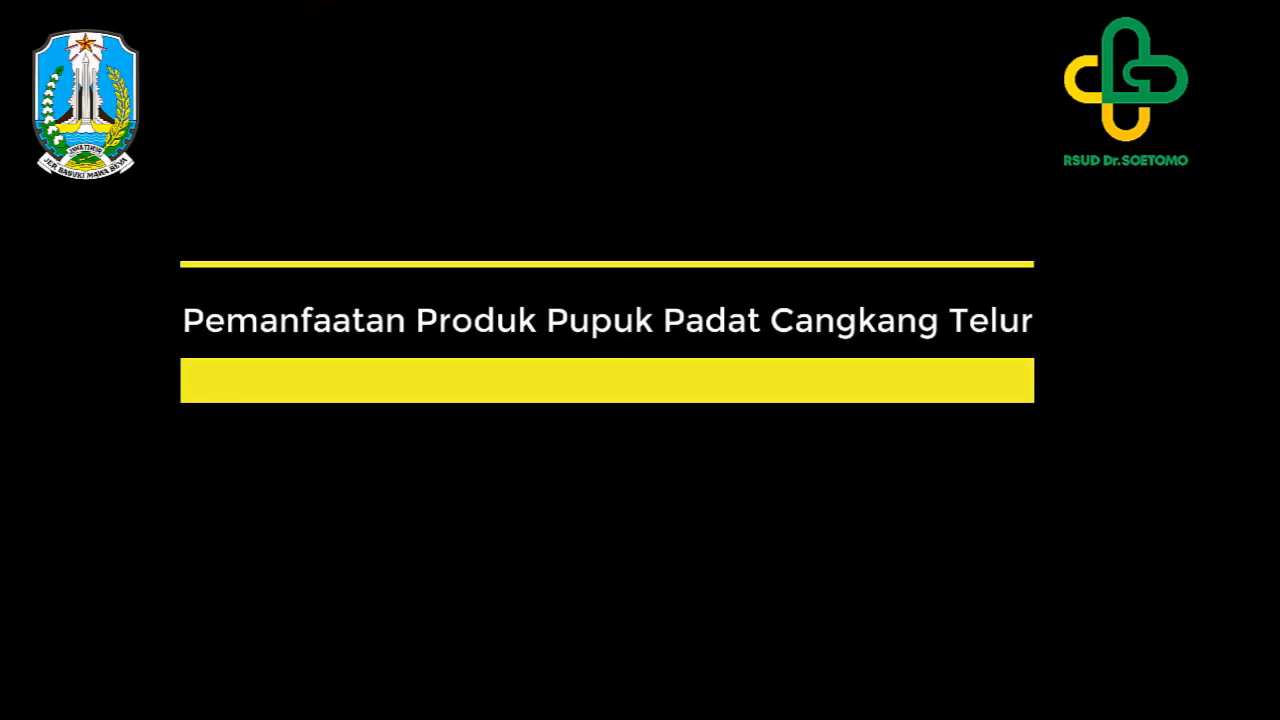 JAWA TIMUR
JER BASUKI MAWA BEYA
RSUD Dr.SOETOMO
Pemanfaatan Produk Pupuk Padat Cangkang Telur